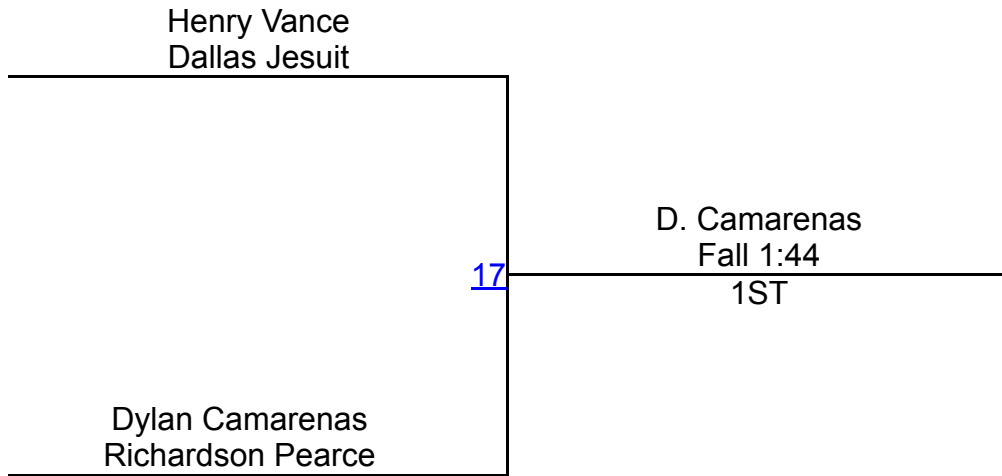 Henry Vance
Dallas Jesuit
D. Camarenas
Fall 1:44
17
1ST
Dylan Camarenas
Richardson Pearce